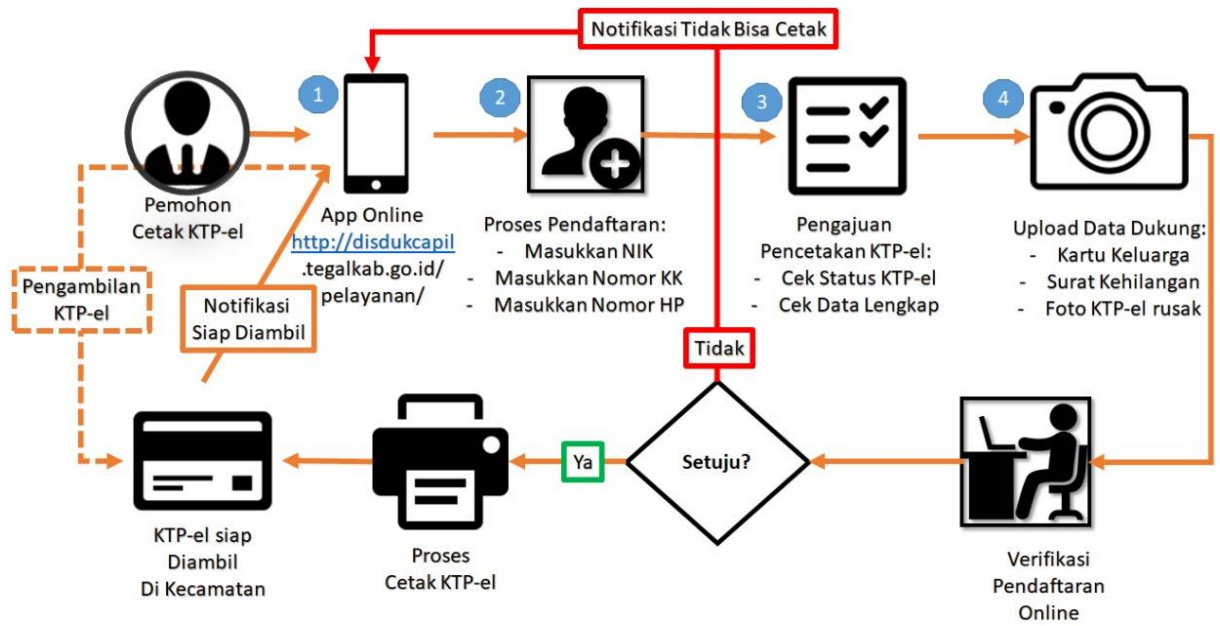 Notifikasi Tidak Bisa Cetak
1
2
3
4
Pemohon
Cetak KTP-el
App Online
http://disdukcapil
.tegalkab.go.id/
pelayanan/
Proses Pendaftaran:
- Masukkan NIK
- Masukkan Nomor KK
- Masukkan Nomor HP
Pengajuan
Pencetakan KTP-el:
- Cek Status KTP-el
- Cek Data Lengkap
Upload Data Dukung:
- Kartu Keluarga
- Surat Kehilangan
- Foto KTP-el rusak
Pengambilan
KTP-el
Notifikasi
Siap Diambil
Tidak
Setuju?
Ya
KTP-el siap
Diambil
Di Kecamatan
Proses
Cetak KTP-el
Verifikasi
Pendaftaran
Online